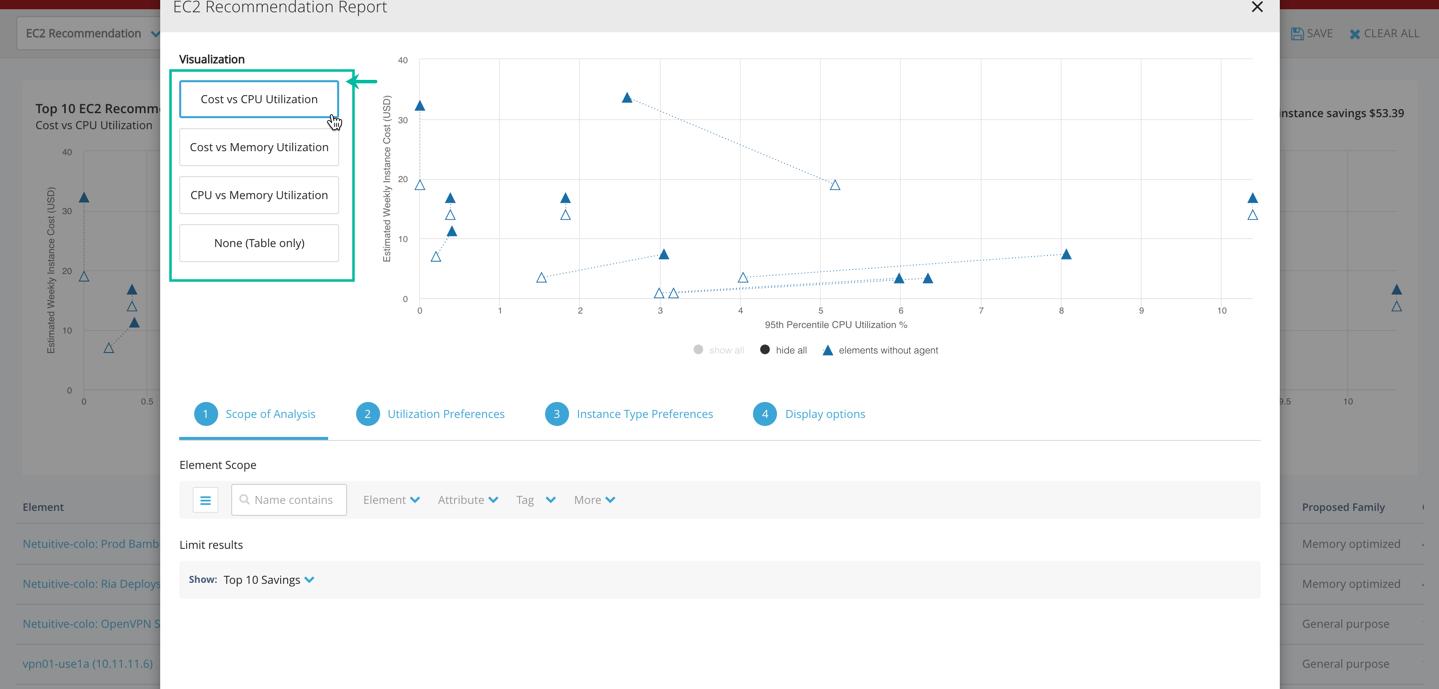 EC2 Recommendation Report
EC2 Recommendation
SAVE
CLEAR ALL
Top 10 EC2 Recomm
Cost vs CPU Utilization
nstance savings $53.39
Estimated Weekly Instance Cost (USD)
40
30
20
10
0
0
0.5
9.5
10
Visualization
Cost vs CPU Utilization
Cost vs Memory Utilization
CPU vs Memory Utilization
None (Table only)
Estimated Weekly Instance Cost (USD)
40
30
20
10
0
0 1 2 3 4 5 6 7 8 9 10
95th Percentile CPU Utilization %
show all hide all elements without agent
1 Scope of Analysis 2 Utilization Preferences 3 Instance Type Preferences 4 Display options
Element Scope
Name contains Element Attribute Tag More
Limit results
Show: Top 10 Savings
Element
Proposed Family
Netuitive-colo: Prod Bamb
Memory optimized
Netuitive-colo: Ria Deploys
Memory optimized
Netuitive-colo: OpenVPN S
General purpose
vpn01-use1a (10.11.11.6)
General purpose